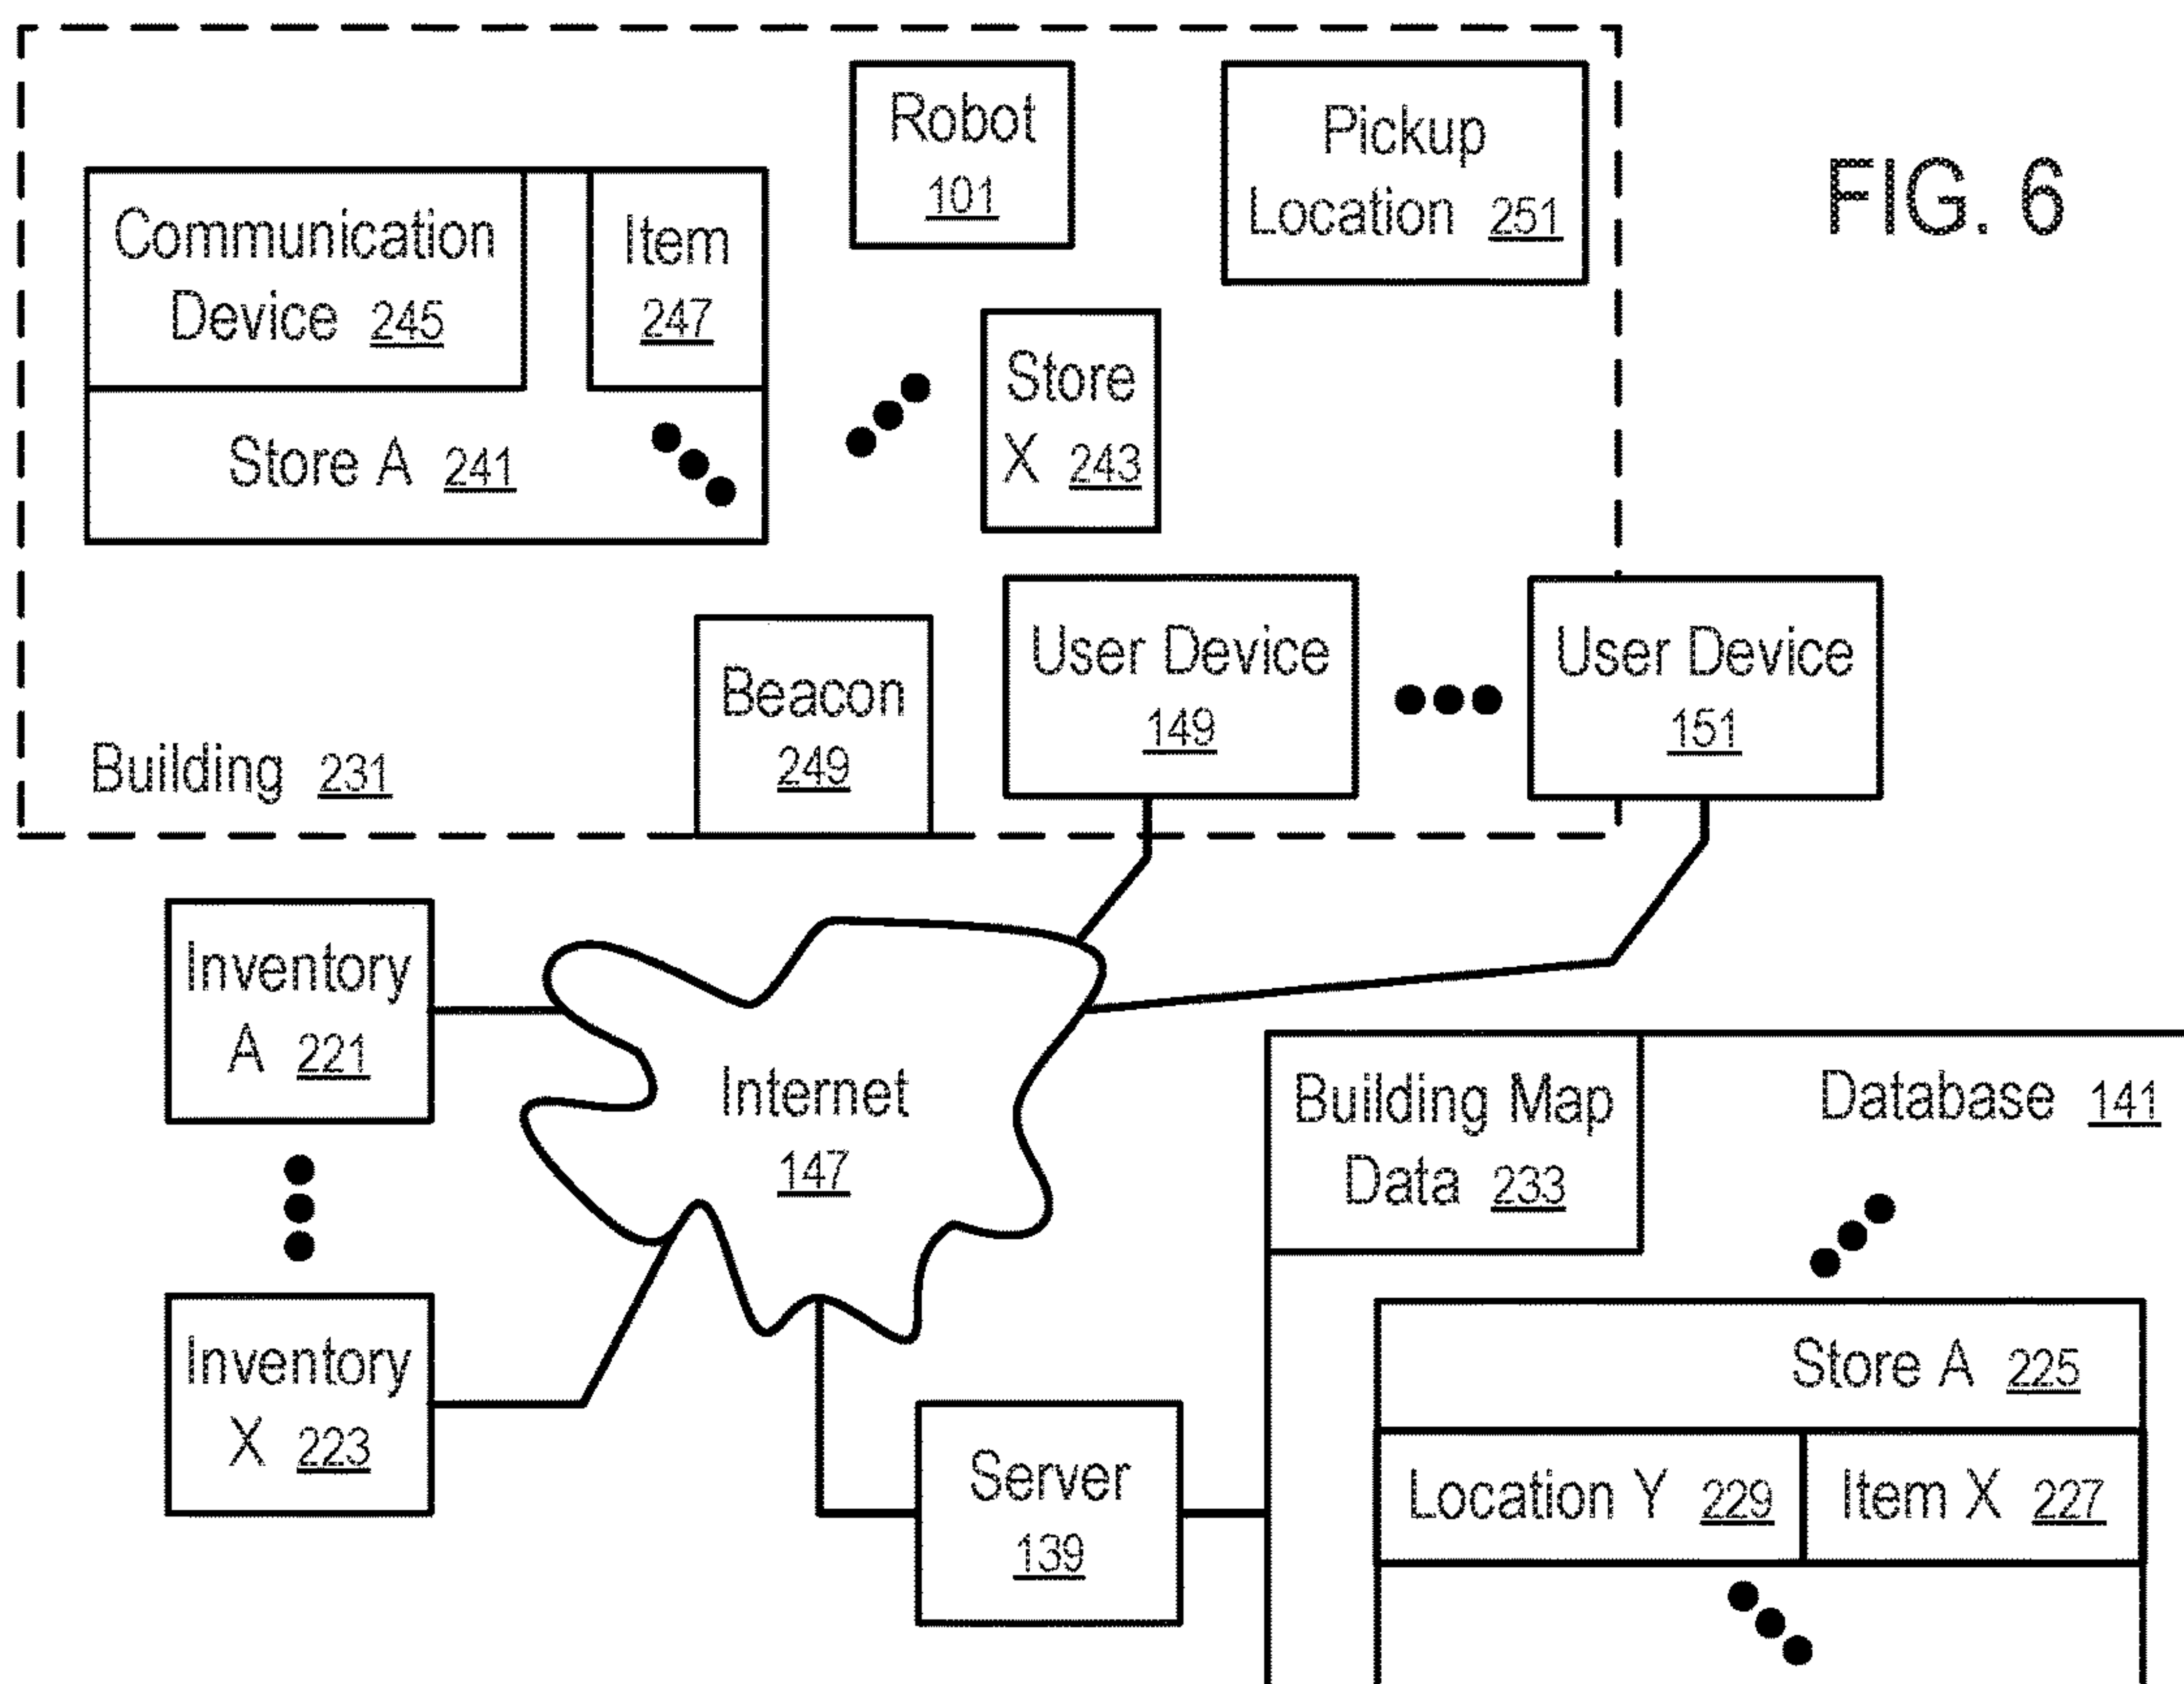 FIG. 6
Robot
101
Pickup
Location 251
Communication
Device 245
Item
247
Store A 241
Store
X 243
Beacon
249
User Device
149
User Device
151
Building 231
Inventory
A 221
Internet
147
Inventory
X 223
Server
139
Building Map
Data 233
Database 141
Store A 225
Location Y 229
Item X 227